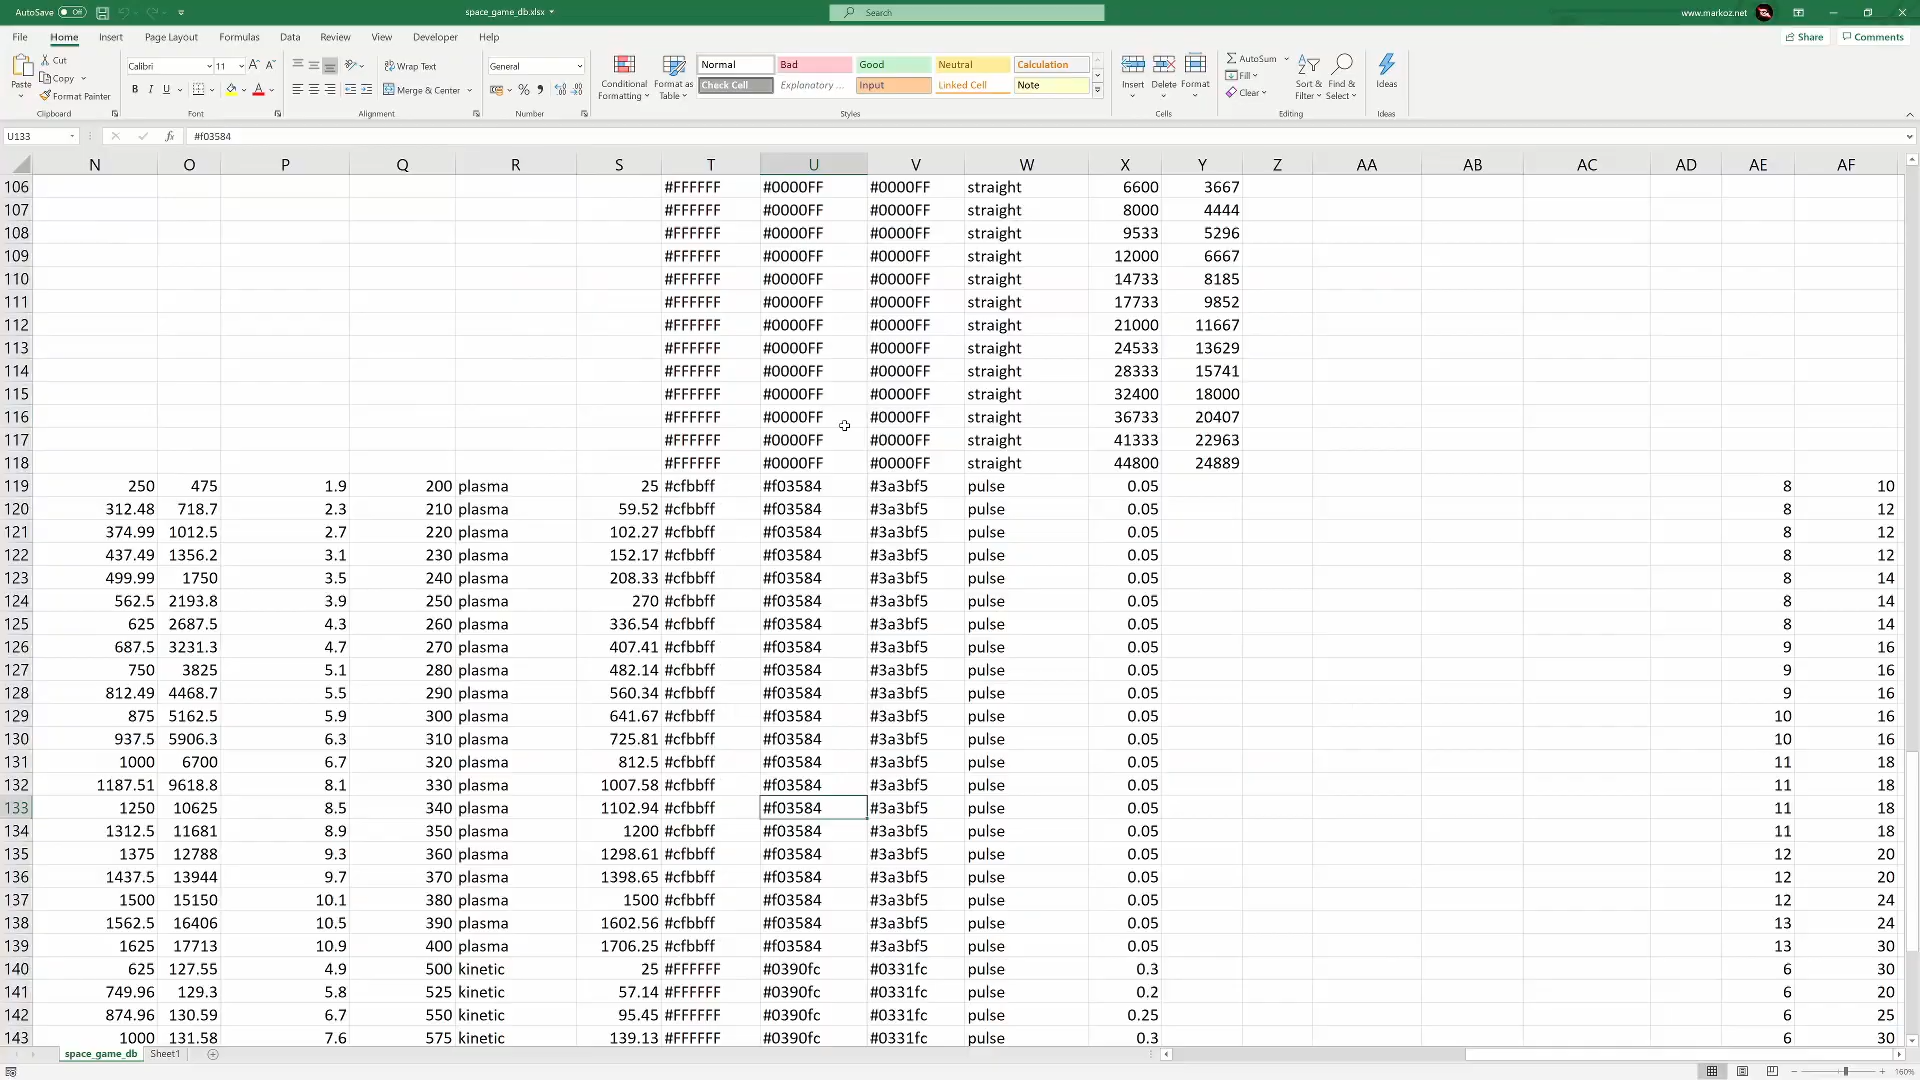 AutoSave Off space_game_db.xlsx Search www.markoz.net
File Home Insert Page Layout Formulas Data Review View Developer Help Share Comments
Paste Cut Copy Format Painter Clipboard
Calibri 11 A A B I U A Font
Wrap Text Merge & Center Alignment
General % , Number
Conditional Formatting Format as Table
Normal Bad Good Neutral Calculation
Check Cell Explanatory ... Input Linked Cell Note
Styles
Insert Delete Format Cells
AutoSum Fill Clear Sort & Filter Find & Select Editing
Ideas Ideas
U133 fx #f03584
N O P Q R S T U V W X Y Z AA AB AC AD AE AF
106 #FFFFFF #0000FF #0000FF straight 6600 3667
107 #FFFFFF #0000FF #0000FF straight 8000 4444
108 #FFFFFF #0000FF #0000FF straight 9533 5296
109 #FFFFFF #0000FF #0000FF straight 12000 6667
110 #FFFFFF #0000FF #0000FF straight 14733 8185
111 #FFFFFF #0000FF #0000FF straight 17733 9852
112 #FFFFFF #0000FF #0000FF straight 21000 11667
113 #FFFFFF #0000FF #0000FF straight 24533 13629
114 #FFFFFF #0000FF #0000FF straight 28333 15741
115 #FFFFFF #0000FF #0000FF straight 32400 18000
116 #FFFFFF #0000FF #0000FF straight 36733 20407
117 #FFFFFF #0000FF #0000FF straight 41333 22963
118 #FFFFFF #0000FF #0000FF straight 44800 24889
119 250 475 1.9 200 plasma 25 #cfbbff #f03584 #3a3bf5 pulse 0.05 8 10
120 312.48 718.7 2.3 210 plasma 59.52 #cfbbff #f03584 #3a3bf5 pulse 0.05 8 12
121 374.99 1012.5 2.7 220 plasma 102.27 #cfbbff #f03584 #3a3bf5 pulse 0.05 8 12
122 437.49 1356.2 3.1 230 plasma 152.17 #cfbbff #f03584 #3a3bf5 pulse 0.05 8 12
123 499.99 1750 3.5 240 plasma 208.33 #cfbbff #f03584 #3a3bf5 pulse 0.05 8 14
124 562.5 2193.8 3.9 250 plasma 270 #cfbbff #f03584 #3a3bf5 pulse 0.05 8 14
125 625 2687.5 4.3 260 plasma 336.54 #cfbbff #f03584 #3a3bf5 pulse 0.05 8 14
126 687.5 3231.3 4.7 270 plasma 407.41 #cfbbff #f03584 #3a3bf5 pulse 0.05 9 16
127 750 3825 5.1 280 plasma 482.14 #cfbbff #f03584 #3a3bf5 pulse 0.05 9 16
128 812.49 4468.7 5.5 290 plasma 560.34 #cfbbff #f03584 #3a3bf5 pulse 0.05 9 16
129 875 5162.5 5.9 300 plasma 641.67 #cfbbff #f03584 #3a3bf5 pulse 0.05 10 16
130 937.5 5906.3 6.3 310 plasma 725.81 #cfbbff #f03584 #3a3bf5 pulse 0.05 10 16
131 1000 6700 6.7 320 plasma 812.5 #cfbbff #f03584 #3a3bf5 pulse 0.05 11 18
132 1187.51 9618.8 8.1 330 plasma 1007.58 #cfbbff #f03584 #3a3bf5 pulse 0.05 11 18
133 1250 10625 8.5 340 plasma 1102.94 #cfbbff #f03584 #3a3bf5 pulse 0.05 11 18
134 1312.5 11681 8.9 350 plasma 1200 #cfbbff #f03584 #3a3bf5 pulse 0.05 11 18
135 1375 12788 9.3 360 plasma 1298.61 #cfbbff #f03584 #3a3bf5 pulse 0.05 12 20
136 1437.5 13944 9.7 370 plasma 1398.65 #cfbbff #f03584 #3a3bf5 pulse 0.05 12 20
137 1500 15150 10.1 380 plasma 1500 #cfbbff #f03584 #3a3bf5 pulse 0.05 12 24
138 1562.5 16406 10.5 390 plasma 1602.56 #cfbbff #f03584 #3a3bf5 pulse 0.05 13 24
139 1625 17713 10.9 400 plasma 1706.25 #cfbbff #f03584 #3a3bf5 pulse 0.05 13 30
140 625 127.55 4.9 500 kinetic 25 #FFFFFF #0390fc #0331fc pulse 0.3 6 30
141 749.96 129.3 5.8 525 kinetic 57.14 #FFFFFF #0390fc #0331fc pulse 0.2 6 20
142 874.96 130.59 6.7 550 kinetic 95.45 #FFFFFF #0390fc #0331fc pulse 0.25 6 25
143 1000 131.58 7.6 575 kinetic 139.13 #FFFFFF #0390fc #0331fc pulse 0.3 6 30
space_game_db Sheet1
160%